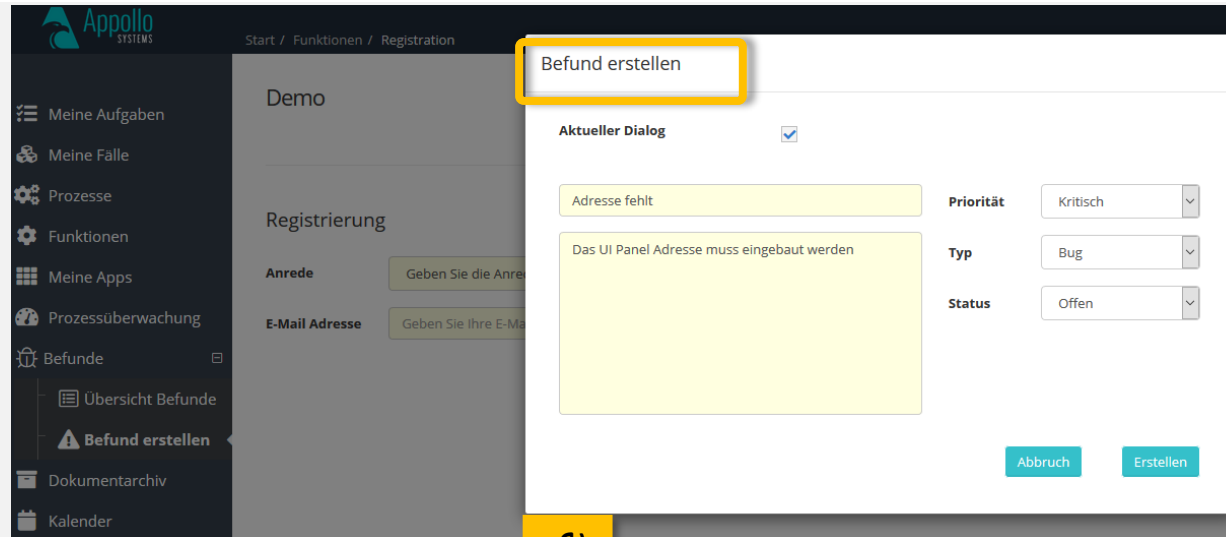 Appollo
SYSTEMS
Start / Funktionen / Registration
Meine Aufgaben
Meine Fälle
Prozesse
Funktionen
Meine Apps
Prozessüberwachung
Befunde
Übersicht Befunde
Befund erstellen
Dokumentarchiv
Kalender
Demo
Registrierung
Anrede
Geben Sie die Anre
E-Mail Adresse
Geben Sie Ihre E-Ma
Befund erstellen
Aktueller Dialog
Adresse fehlt
Das UI Panel Adresse muss eingebaut werden
Priorität
Kritisch
Typ
Bug
Status
Offen
Abbruch
Erstellen